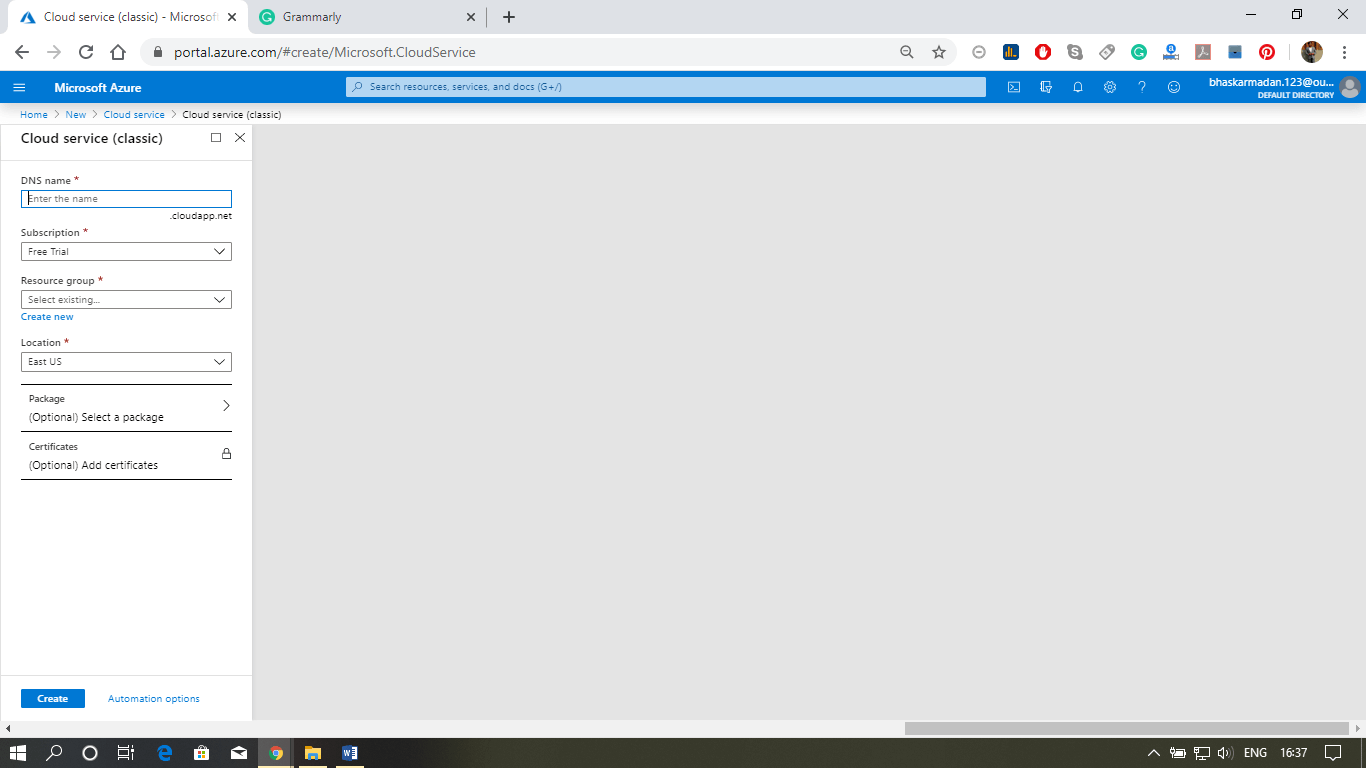 Cloud service (classic) - Microsoft
Grammarly
portal.azure.com/#create/Microsoft.CloudService
Microsoft Azure
Search resources, services, and docs (G+/)
bhaskarmadan.123@ou...
DEFAULT DIRECTORY
Home > New > Cloud service > Cloud service (classic)
Cloud service (classic)
DNS name *
Enter the name
.cloudapp.net
Subscription *
Free Trial
Resource group *
Select existing...
Create new
Location *
East US
Package
(Optional) Select a package
Certificates
(Optional) Add certificates
Create
Automation options
ENG
16:37